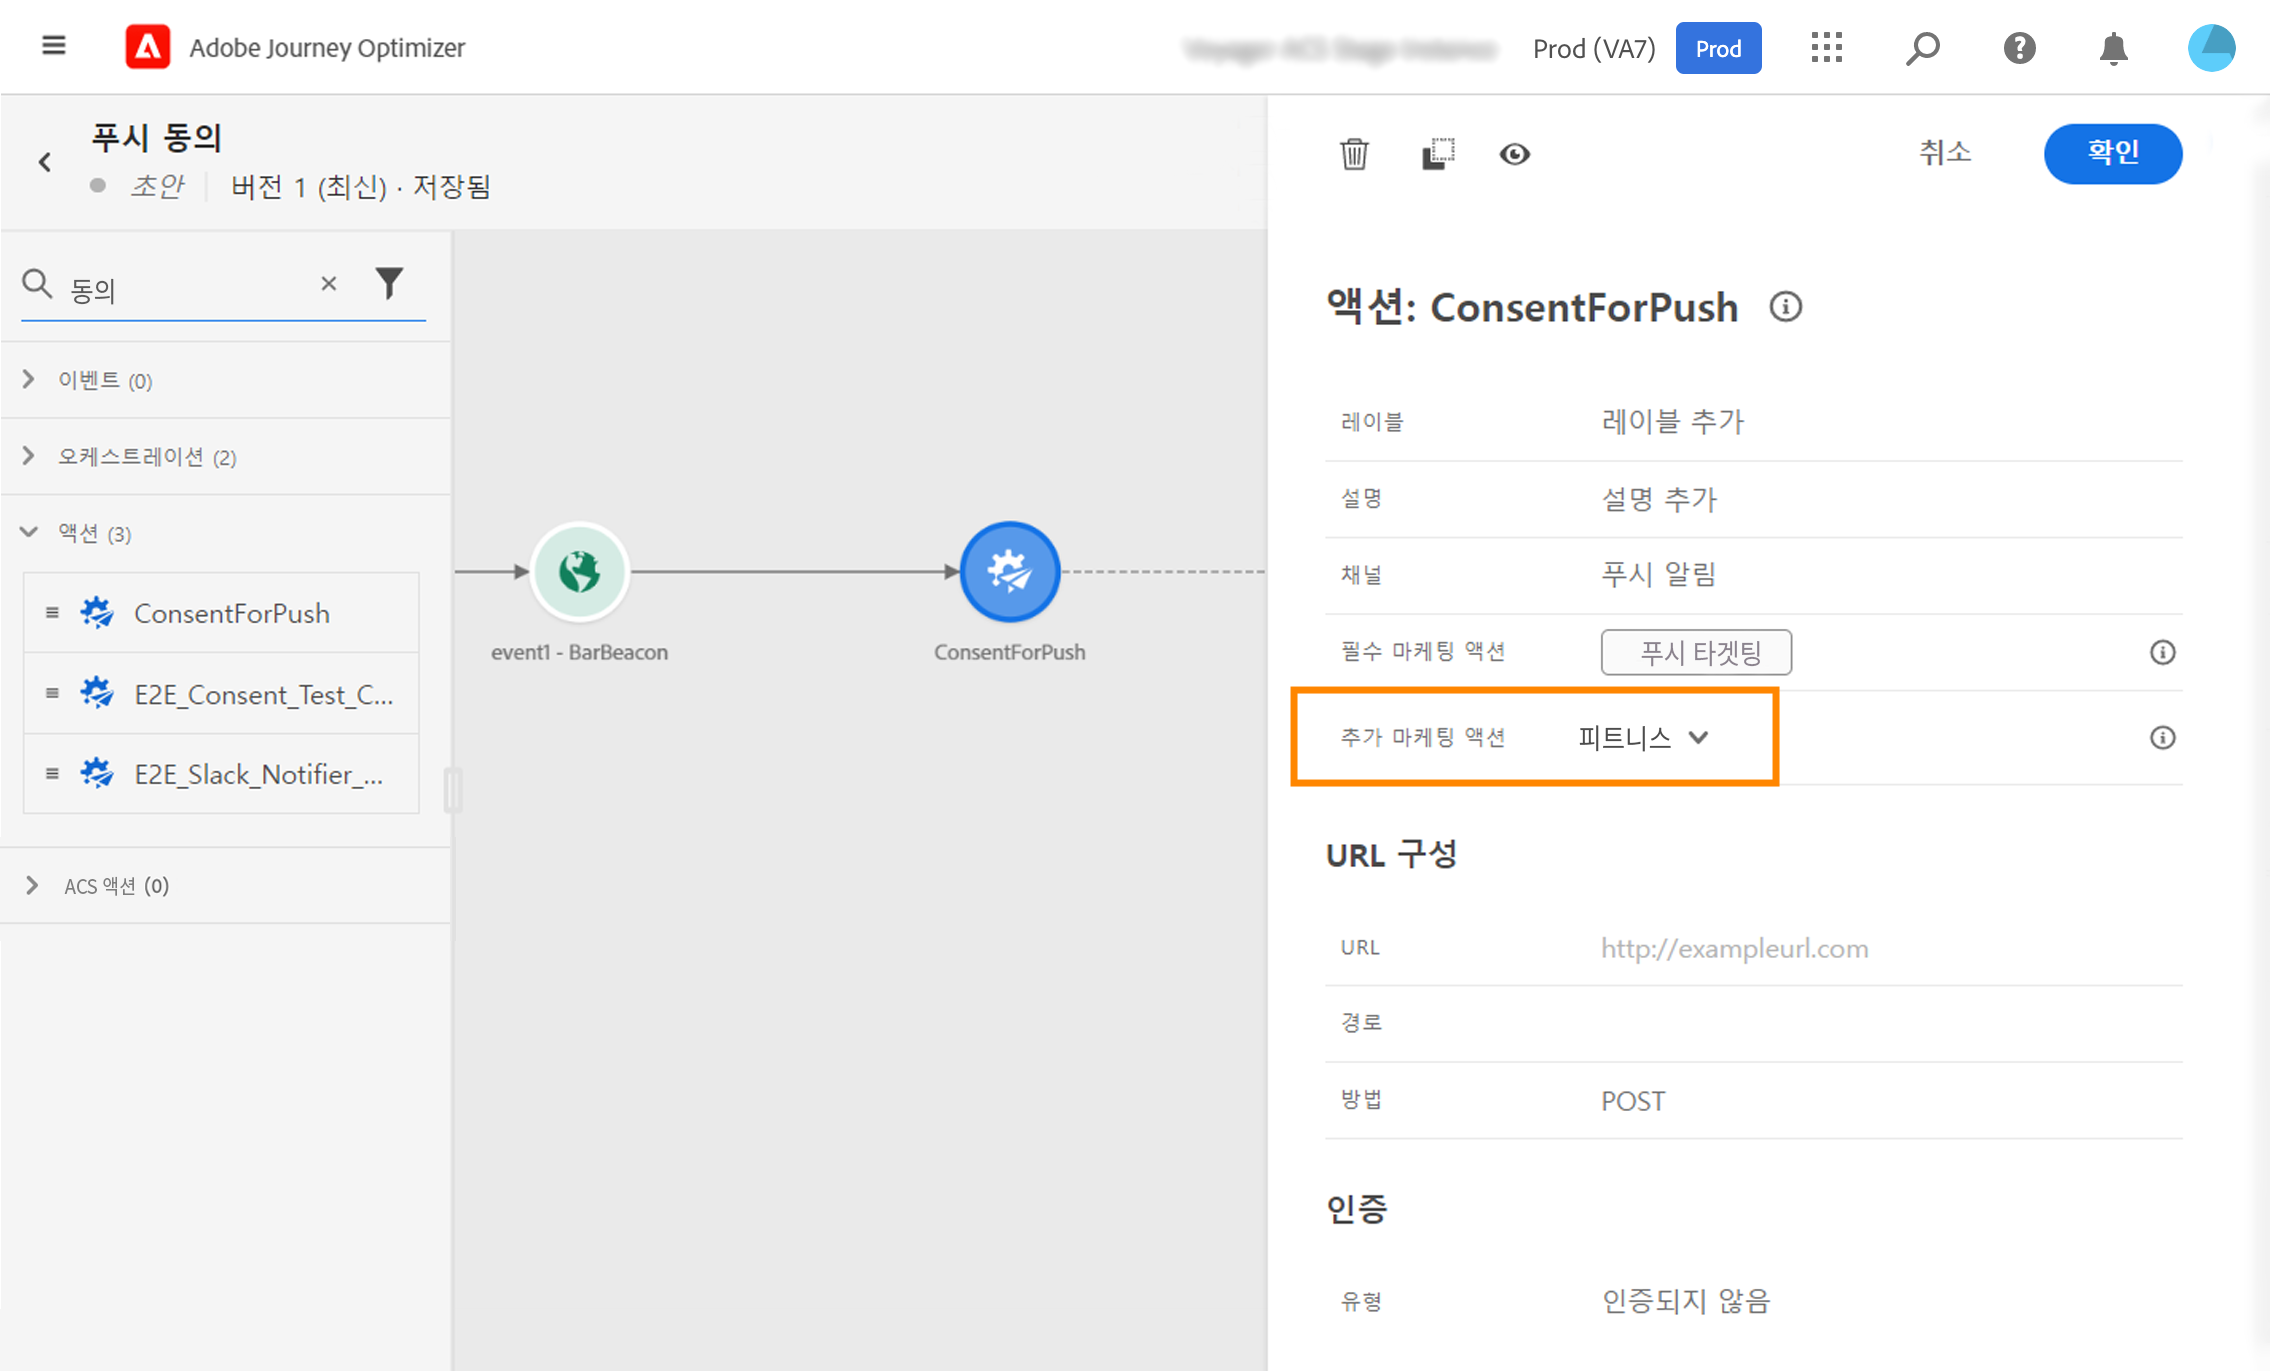 Adobe Journey Optimizer
Prod (VA7)
Prod
푸시 동의
초안
버전 1 (최신) · 저장됨
취소
확인
동의
이벤트 (0)
오케스트레이션 (2)
액션 (3)
ConsentForPush
E2E_Consent_Test_C...
E2E_Slack_Notifier_...
ACS 액션 (0)
event1 - BarBeacon
ConsentForPush
액션: ConsentForPush
레이블 레이블 추가
설명 설명 추가
채널 푸시 알림
필수 마케팅 액션 푸시 타겟팅
추가 마케팅 액션 피트니스
URL 구성
URL http://exampleurl.com
경로
방법 POST
인증
유형 인증되지 않음